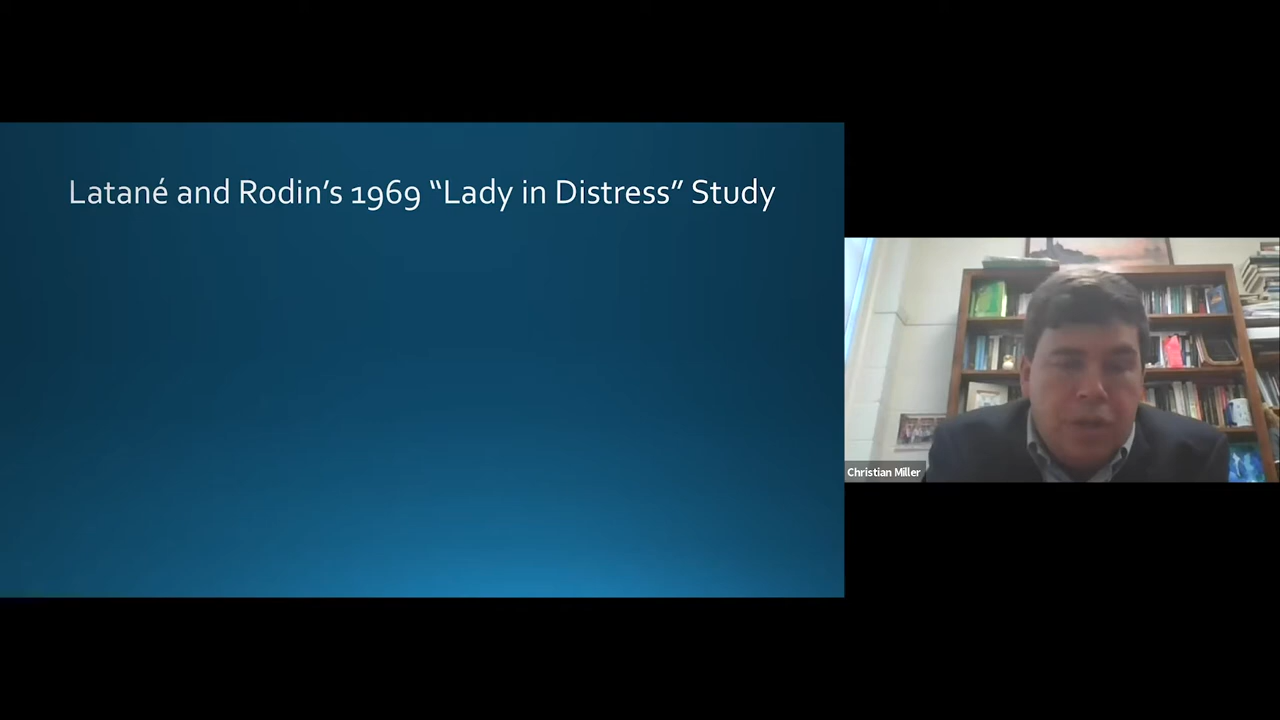 Latané and Rodin’s 1969 “Lady in Distress” Study
Christian Miller